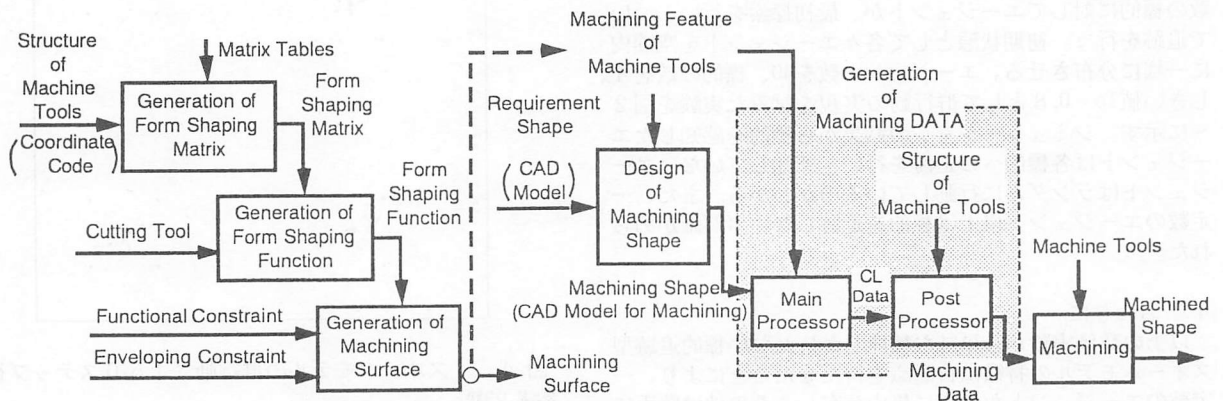 Structure
of
Machine
Tools
(Coordinate
Code)
Matrix Tables
Generation of
Form Shaping
Matrix
Form
Shaping
Matrix
Cutting Tool
Generation of
Form Shaping
Function
Form
Shaping
Function
Functional Constraint
Enveloping Constraint
Generation of
Machining
Surface
Machining
Surface
Machining Feature
of
Machine Tools
Requirement
Shape
(CAD
Model)
Design of
Machining
Shape
Machining Shape
(CAD Model for Machining)
Generation
of
Machining DATA
Structure
of
Machine Tools
Main
Processor
CL
Data
Post
Processor
Machining
Data
Machine Tools
Machining
Machined
Shape